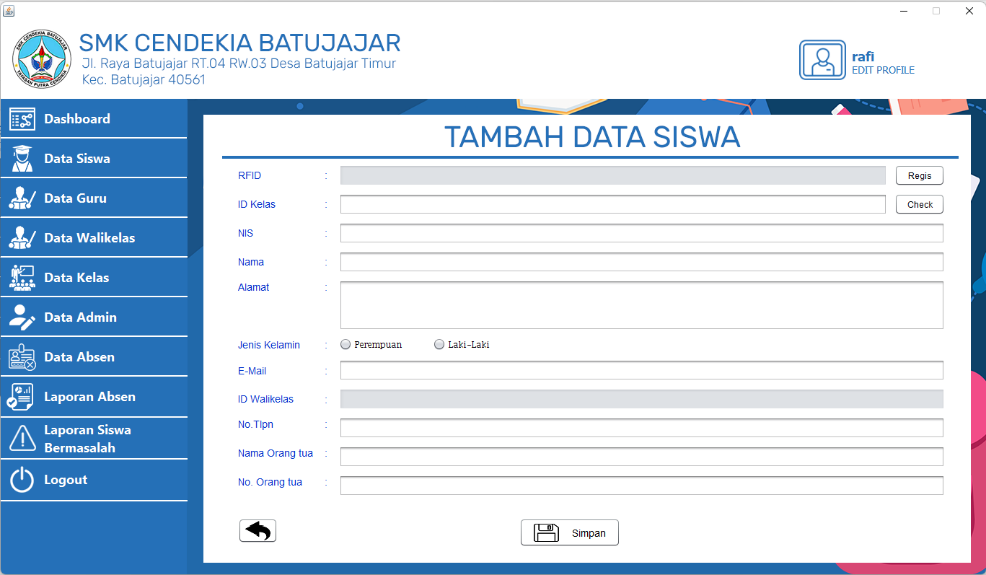 SMK CENDEKIA BATUJAJAR
Jl. Raya Batujajar RT.04 RW.03 Desa Batujajar Timur
Kec. Batujajar 40561
rafi
EDIT PROFILE
Dashboard
Data Siswa
Data Guru
Data Walikelas
Data Kelas
Data Admin
Data Absen
Laporan Absen
Laporan Siswa
Bermasalah
Logout
TAMBAH DATA SISWA
RFID : Regis
ID Kelas : Check
NIS :
Nama :
Alamat :
Jenis Kelamin : Perempuan Laki-Laki
E-Mail :
ID Walikelas :
No.Tlpn :
Nama Orang tua :
No. Orang tua :
Simpan